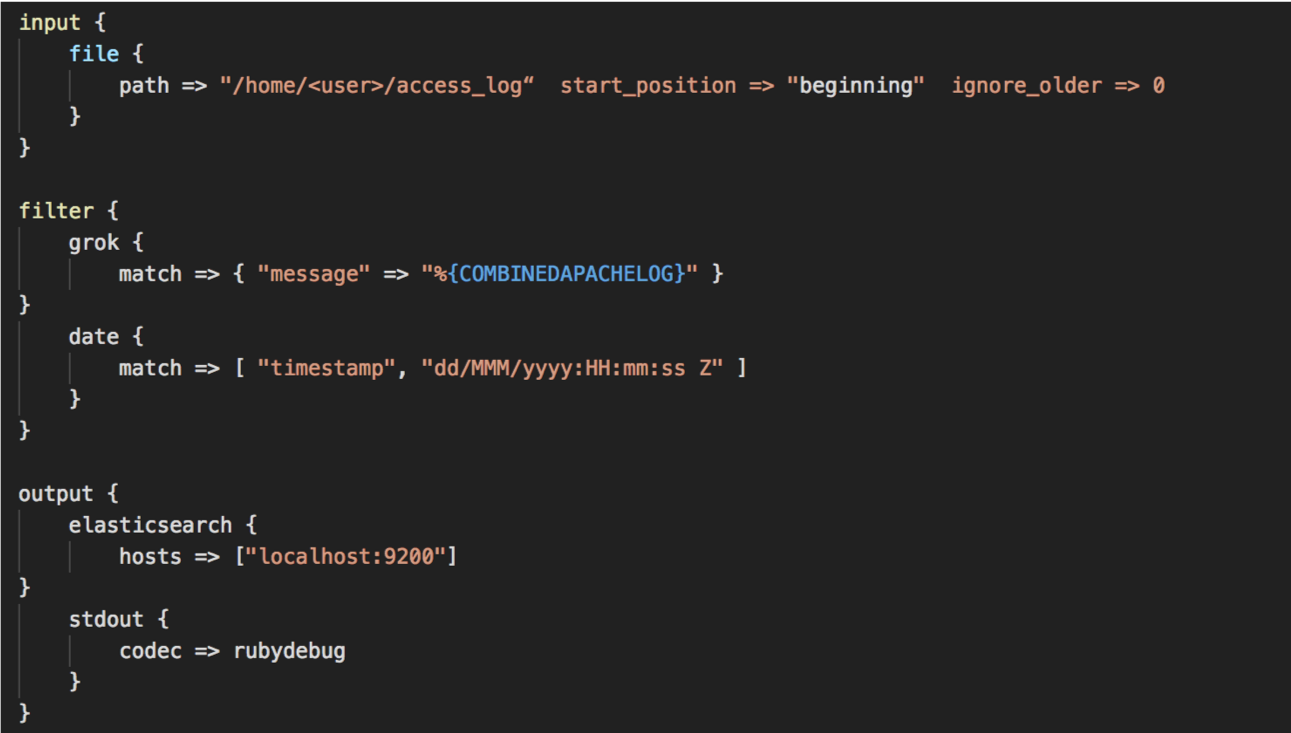 input {
    file {
        path => "/home/<user>/access_log“  start_position => "beginning"  ignore_older => 0
    }
}

filter {
    grok {
        match => { "message" => "%{COMBINEDAPACHELOG}" }
}
    date {
        match => [ "timestamp", "dd/MMM/yyyy:HH:mm:ss Z" ]
    }
}

output {
    elasticsearch {
        hosts => ["localhost:9200"]
}
    stdout {
        codec => rubydebug
    }
}